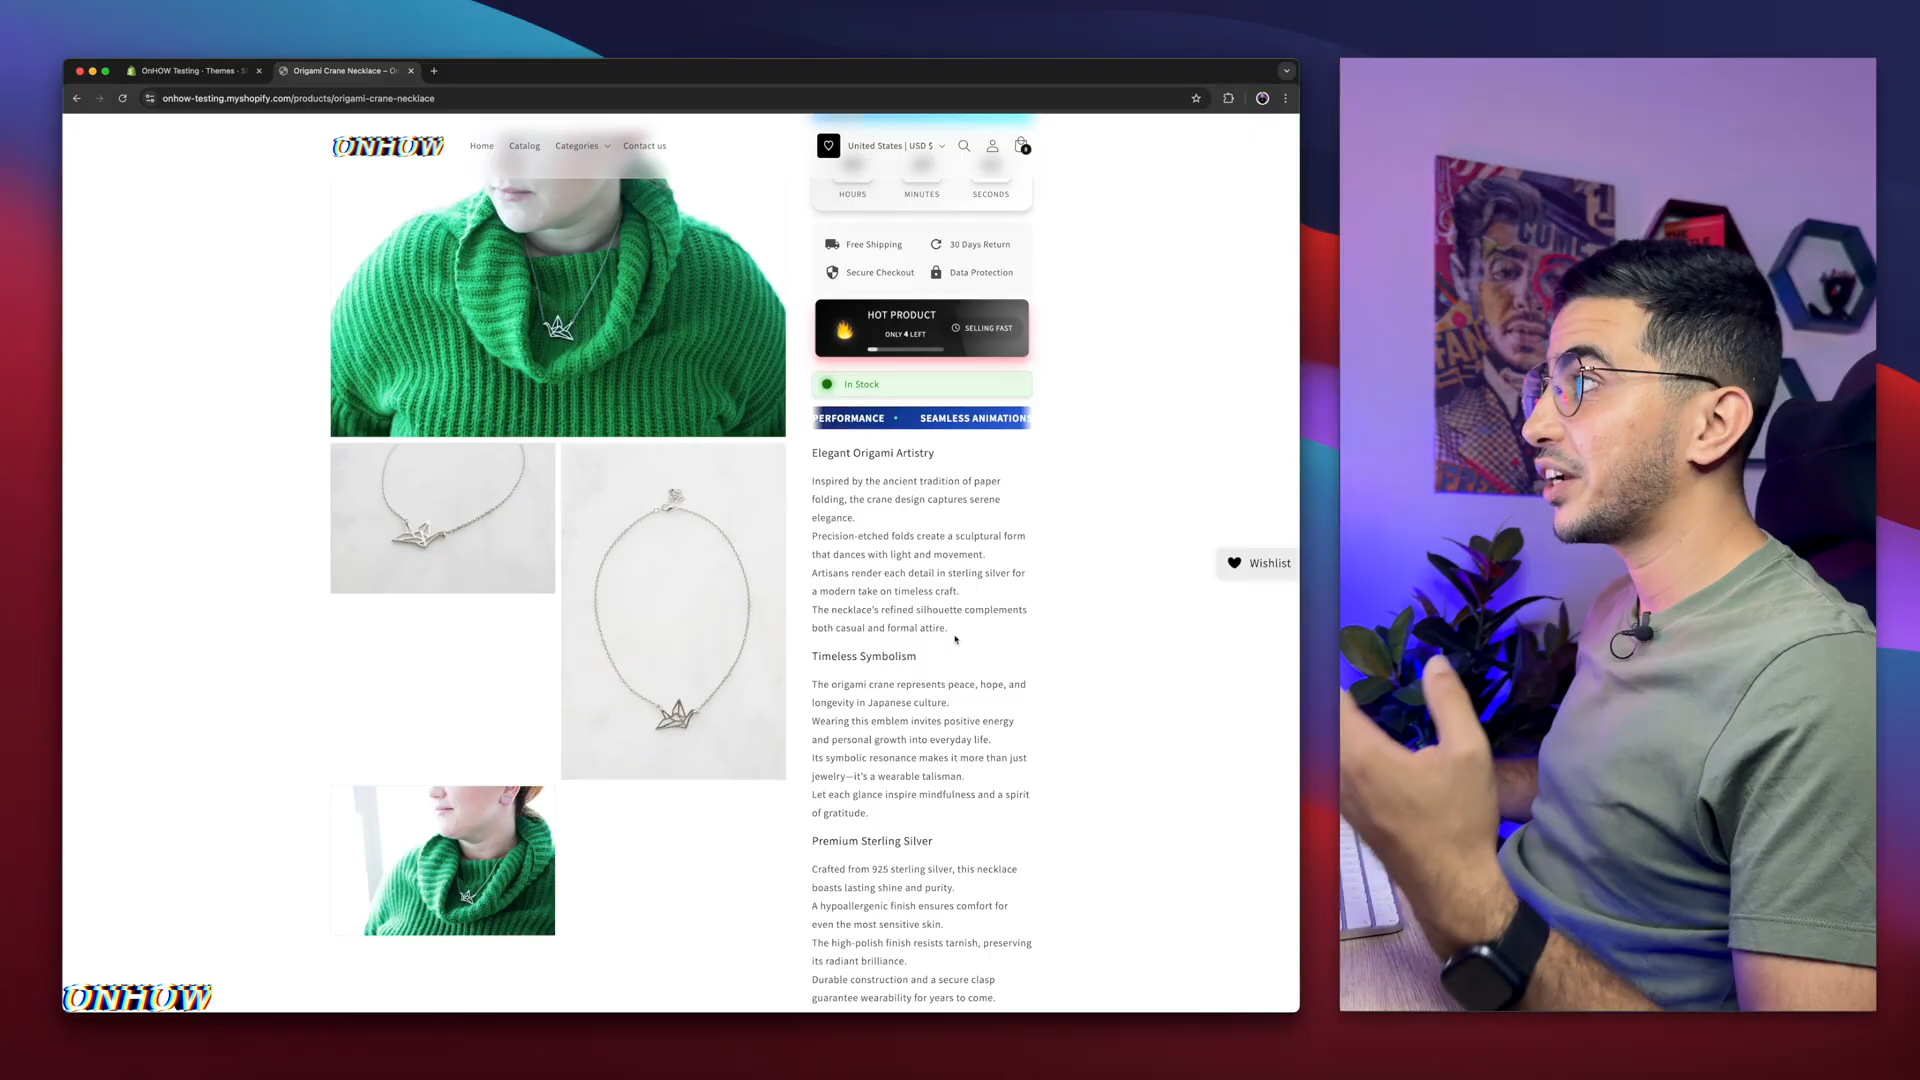 OnHOW Testing · Themes · S
Origami Crane Necklace – O
onhow-testing.myshopify.com/products/origami-crane-necklace
ONHOW
Home
Catalog
Categories
Contact us
United States | USD $
8
HOURS
MINUTES
SECONDS
Free Shipping
30 Days Return
Secure Checkout
Data Protection
HOT PRODUCT
ONLY 4 LEFT
SELLING FAST
In Stock
PERFORMANCE •
SEAMLESS ANIMATIONS
Elegant Origami Artistry
Inspired by the ancient tradition of paper
folding, the crane design captures serene
elegance.
Precision-etched folds create a sculptural form
that dances with light and movement.
Artisans render each detail in sterling silver for
a modern take on timeless craft.
The necklace's refined silhouette complements
both casual and formal attire.
Wishlist
Timeless Symbolism
The origami crane represents peace, hope, and
longevity in Japanese culture.
Wearing this emblem invites positive energy
and personal growth into everyday life.
Its symbolic resonance makes it more than just
jewelry—it's a wearable talisman.
Let each glance inspire mindfulness and a spirit
of gratitude.
Premium Sterling Silver
Crafted from 925 sterling silver, this necklace
boasts lasting shine and purity.
A hypoallergenic finish ensures comfort for
even the most sensitive skin.
The high-polish finish resists tarnish, preserving
its radiant brilliance.
Durable construction and a secure clasp
guarantee wearability for years to come.
ONHOW
COME
FAN